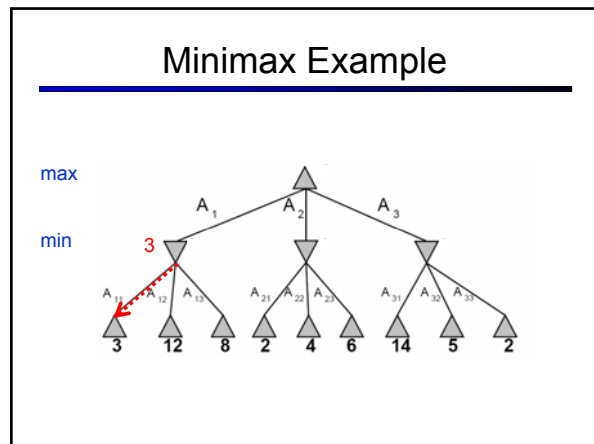 Minimax Example
max
A1 A2 A3
min 3
A11 A12 A13 A21 A22 A23 A31 A32 A33
3 12 8 2 4 6 14 5 2